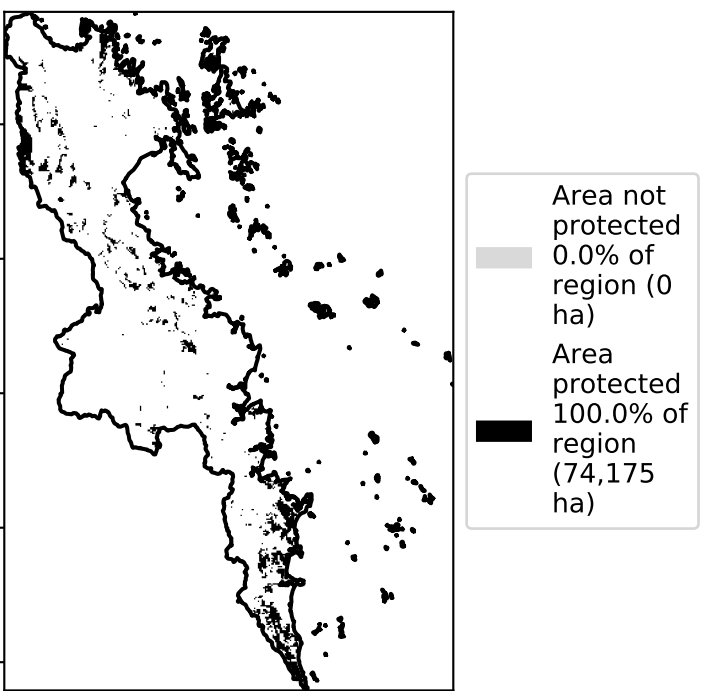 Area not
protected
0.0% of
region (0
ha)
Area
protected
100.0% of
region
(74,175
ha)